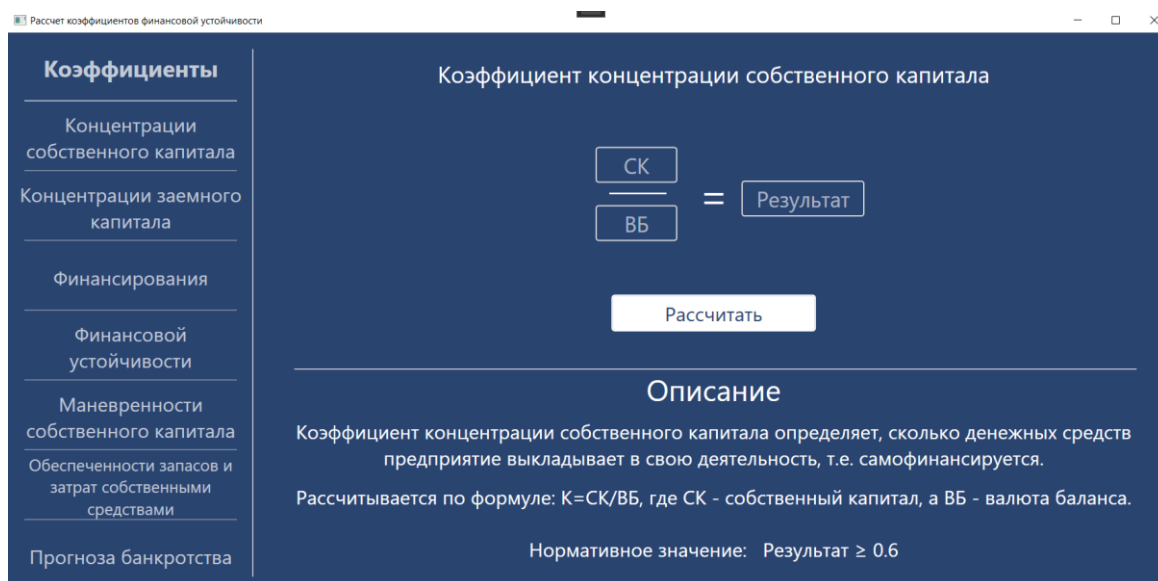 Рассчет коэффициентов финансовой устойчивости
Коэффициенты
Концентрации
собственного капитала
Концентрации заемного
капитала
Финансирования
Финансовой
устойчивости
Маневренности
собственного капитала
Обеспеченности запасов и
затрат собственными
средствами
Прогноза банкротства
Коэффициент концентрации собственного капитала
СК
ВБ
=
Результат
Рассчитать
Описание
Коэффициент концентрации собственного капитала определяет, сколько денежных средств
предприятие выкладывает в свою деятельность, т.е. самофинансируется.
Рассчитывается по формуле: К=СК/ВБ, где СК - собственный капитал, а ВБ - валюта баланса.
Нормативное значение: Результат ≥ 0.6